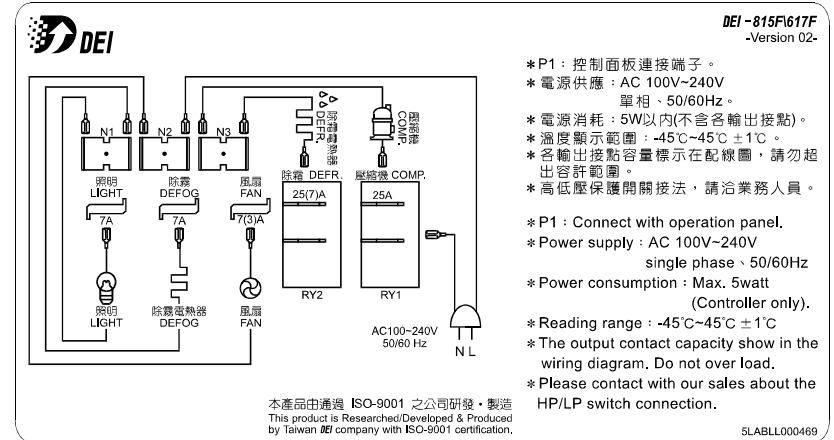 DEI
DEI-815F\617F
-Version 02-
N1
N2
N3
照明
LIGHT
除霧
DEFOG
風扇
FAN
7A
7A
7(3)A
照明
LIGHT
除霧電熱器
DEFOG
風扇
FAN
除霜電熱器
DEFR.
壓縮機
COMP.
除霜 DEFR.
壓縮機 COMP.
25(7)A
25A
RY2
RY1
AC100~240V
50/60 Hz
N L
本產品由通過 ISO-9001 之公司研發・製造
This product is Researched/Developed & Produced
by Taiwan DEI company with ISO-9001 certification.
*P1：控制面板連接端子。
*電源供應：AC 100V~240V
單相、50/60Hz。
*電源消耗：5W以內(不含各輸出接點)。
*溫度顯示範圍：-45℃~45℃ ±1℃。
*各輸出接點容量標示在配線圖，請勿超
出容許範圍。
*高低壓保護開關接法，請洽業務人員。
*P1：Connect with operation panel.
*Power supply：AC 100V~240V
single phase、50/60Hz
*Power consumption：Max. 5watt
(Controller only).
*Reading range：-45℃~45℃ ±1℃
*The output contact capacity show in the
wiring diagram. Do not over load.
*Please contact with our sales about the
HP/LP switch connection.
5LABLL000469